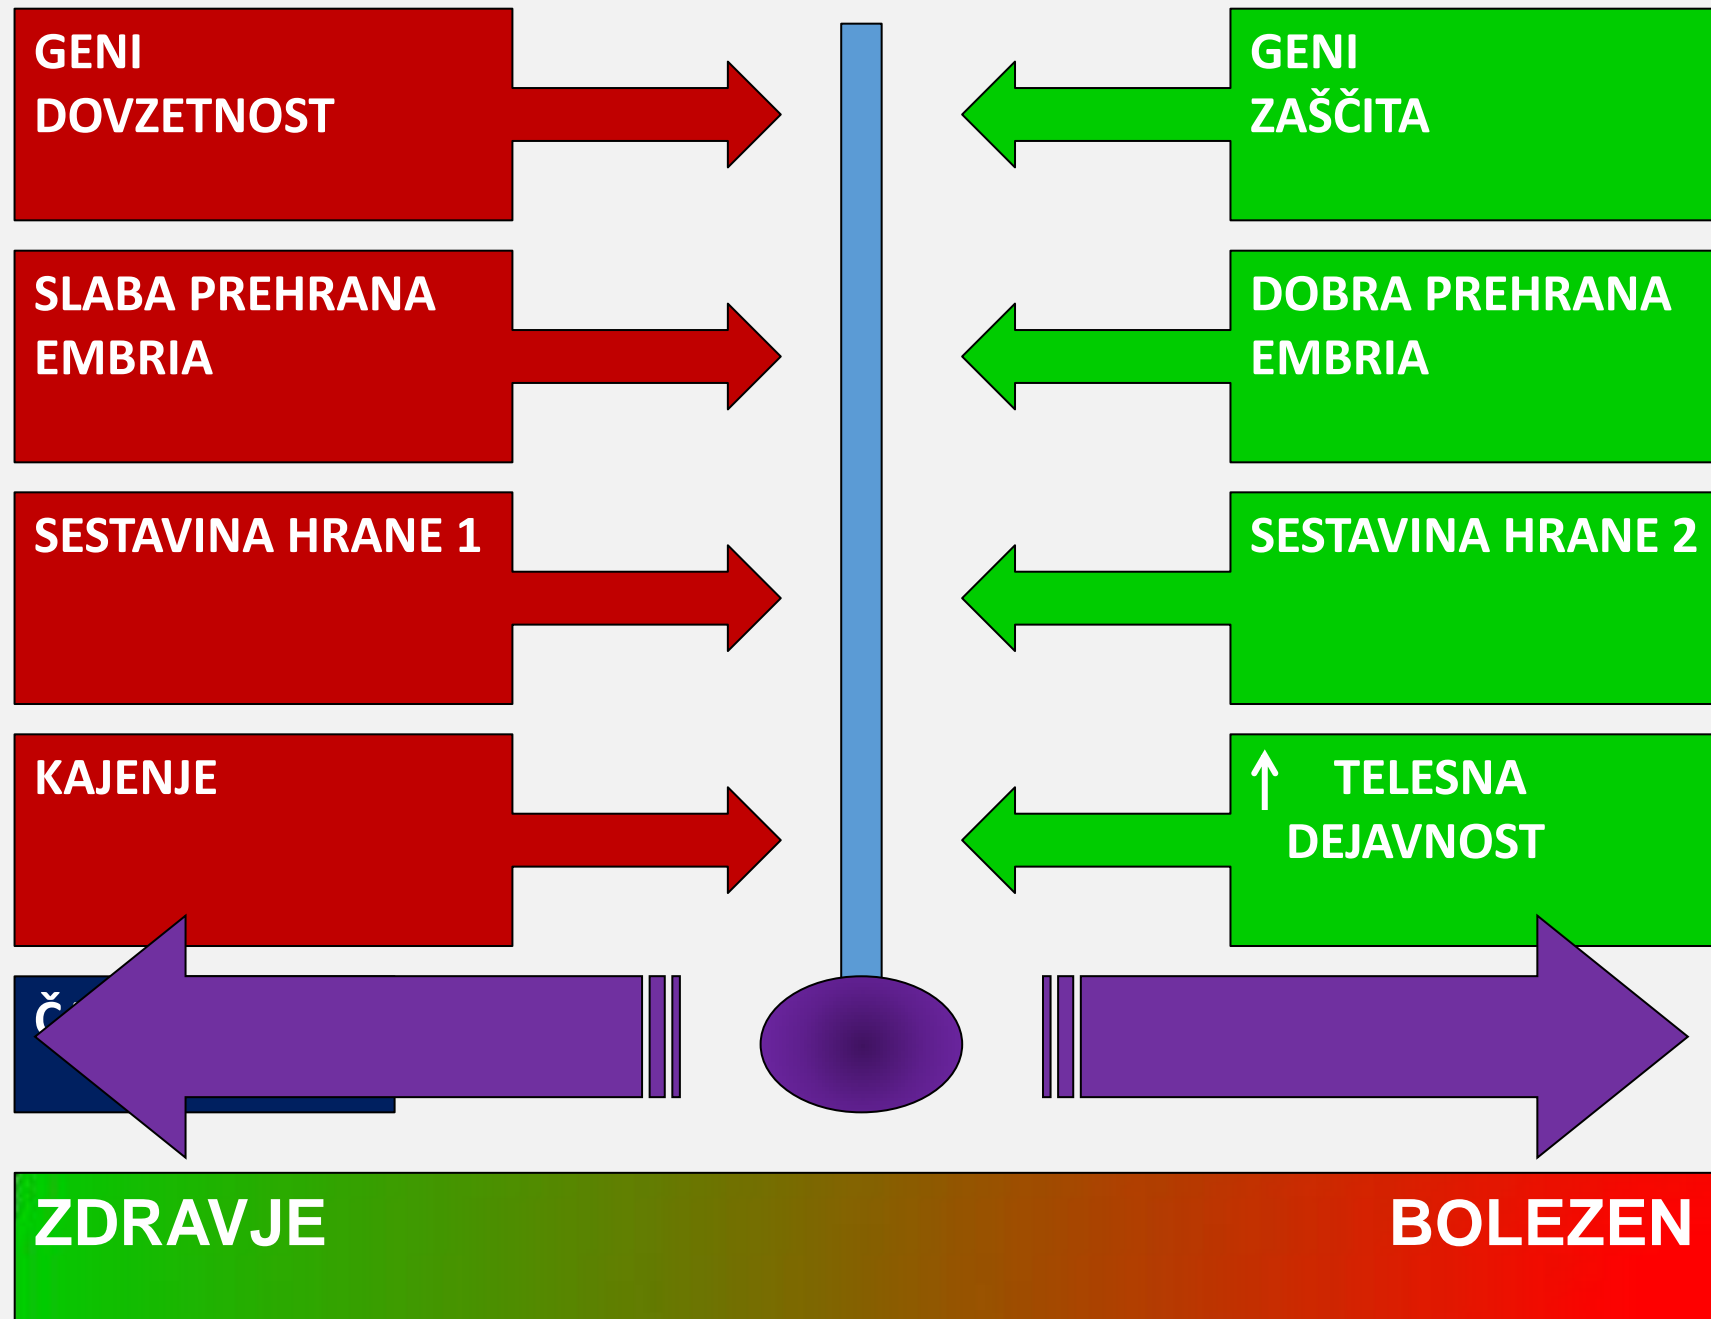 GENI
DOVZETNOST
GENI
ZAŠČITA
SLABA PREHRANA
EMBRIA
DOBRA PREHRANA
EMBRIA
SESTAVINA HRANE 1
SESTAVINA HRANE 2
KAJENJE
↑ TELESNA
DEJAVNOST
ZDRAVJE
BOLEZEN